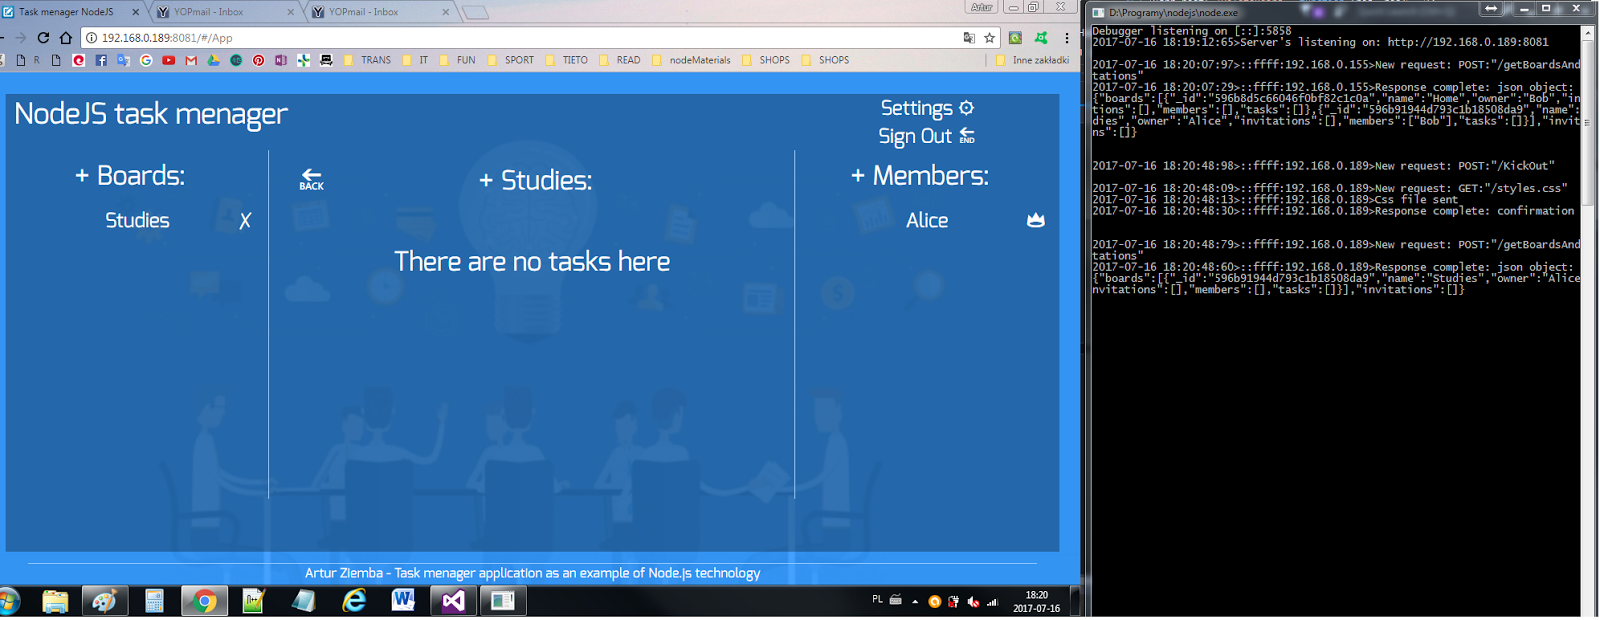 Task menager NodeJS
YOPmail - Inbox
YOPmail - Inbox
Artur
192.168.0.189:8081/#/App
R
TRANS
IT
FUN
SPORT
TIETO
READ
nodeMaterials
SHOPS
SHOPS
Inne zakładki
NodeJS task menager
Settings
Sign Out
END
+ Boards:
BACK
+ Studies:
+ Members:
Studies
X
Alice
There are no tasks here
Artur Ziemba - Task menager application as an example of Node.js technology
PL
18:20
2017-07-16
D:\Programy\nodejs\node.exe
Debugger listening on [::]:5858
2017-07-16 18:19:12:65>Server's listening on: http://192.168.0.189:8081
2017-07-16 18:20:07:97>::ffff:192.168.0.155>New request: POST:"/getBoardsAnd
tations"
2017-07-16 18:20:07:29>::ffff:192.168.0.155>Response complete: json object:
{"boards":[{"_id":"596b8d5c66046f0bf82c1c0a","name":"Home","owner":"Bob","in
tations":[],"members":[],"tasks":[]},{"_id":"596b91944d793c1b18508da9","name"
dies","owner":"Alice","invitations":[],"members":["Bob"],"tasks":[]}],"invit
ns":[]}
2017-07-16 18:20:48:98>::ffff:192.168.0.189>New request: POST:"/KickOut"
2017-07-16 18:20:48:09>::ffff:192.168.0.189>New request: GET:"/styles.css"
2017-07-16 18:20:48:13>::ffff:192.168.0.189>Css file sent
2017-07-16 18:20:48:30>::ffff:192.168.0.189>Response complete: confirmation
2017-07-16 18:20:48:79>::ffff:192.168.0.189>New request: POST:"/getBoardsAnd
tations"
2017-07-16 18:20:48:60>::ffff:192.168.0.189>Response complete: json object:
{"boards":[{"_id":"596b91944d793c1b18508da9","name":"Studies","owner":"Alice
nvitations":[],"members":[],"tasks":[]}],"invitations":[]}